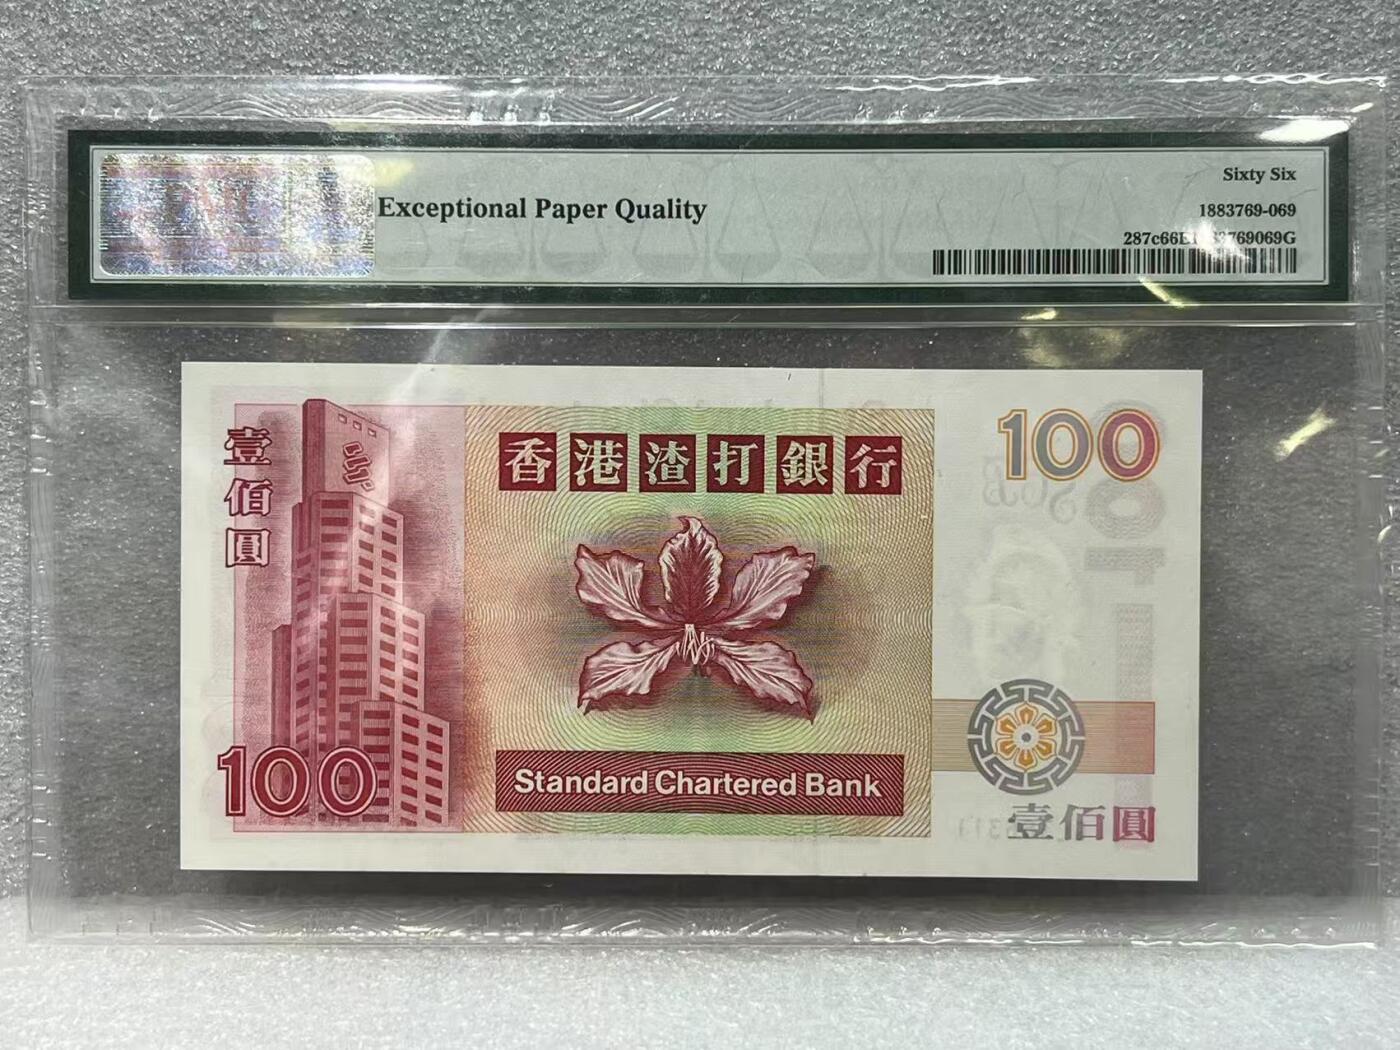 Sixty Six
Exceptional Paper Quality
1883769-069
壹佰圓
香港渣打銀行
100
100
Standard Chartered Bank
壹佰圓